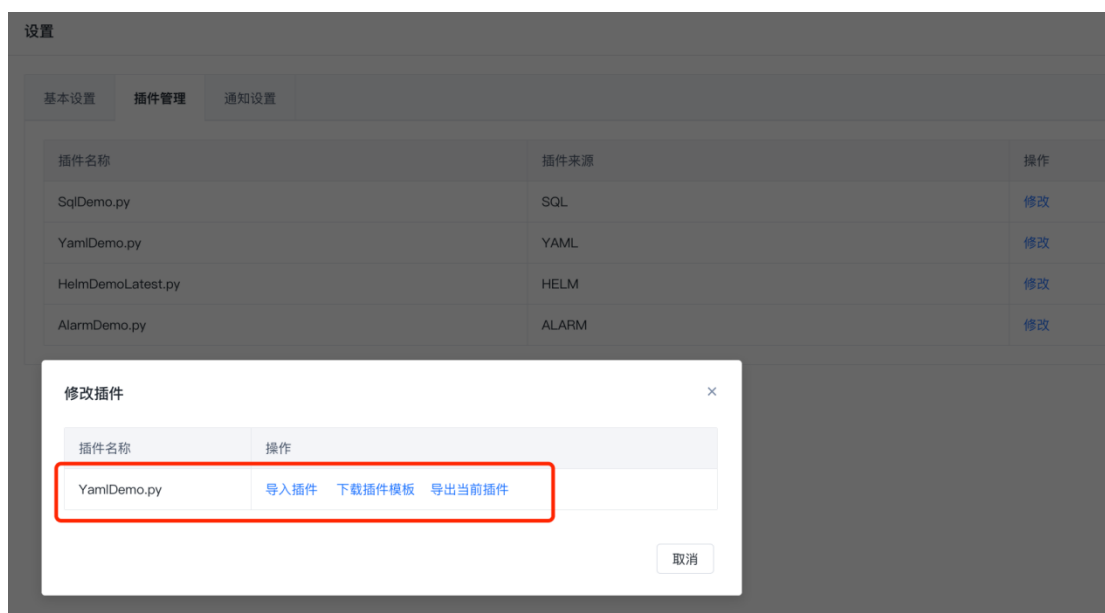 设置
基本设置 插件管理 通知设置
插件名称 插件来源 操作
SqlDemo.py SQL 修改
YamlDemo.py YAML 修改
HelmDemoLatest.py HELM 修改
AlarmDemo.py ALARM 修改
修改插件 ×
插件名称 操作
YamlDemo.py 导入插件 下载插件模板 导出当前插件
取消